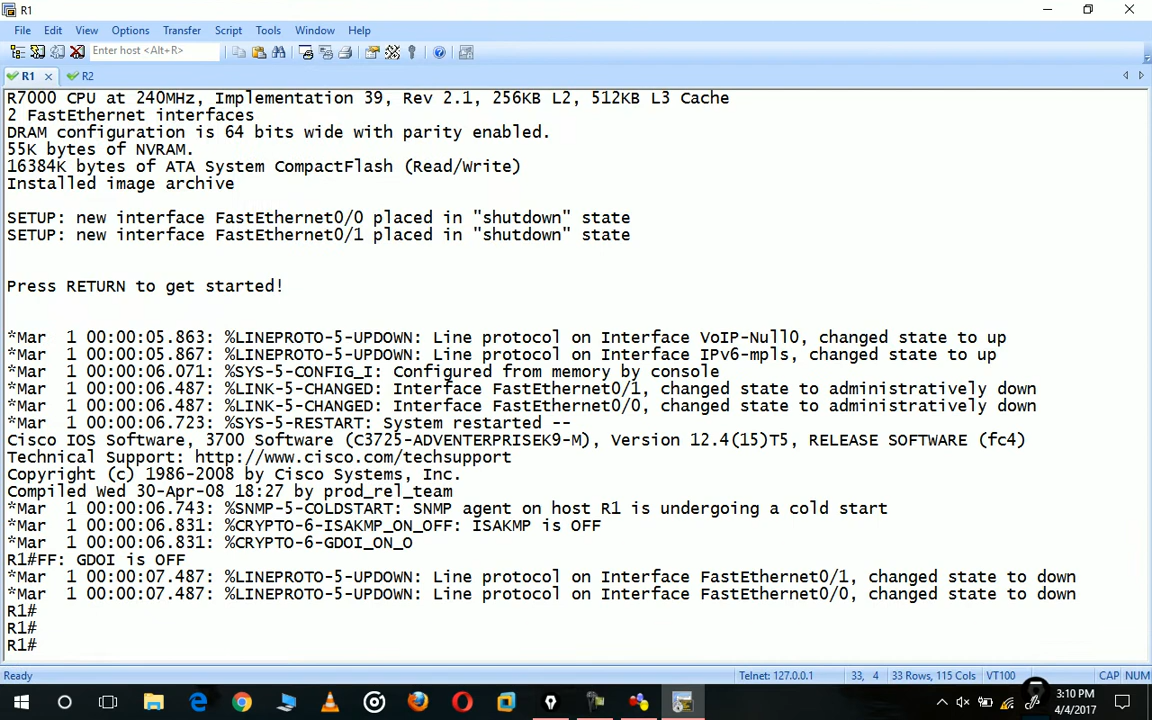 R1
File Edit View Options Transfer Script Tools Window Help
Enter host <Alt+R>
R1 R2
R7000 CPU at 240MHz, Implementation 39, Rev 2.1, 256KB L2, 512KB L3 Cache
2 FastEthernet interfaces
DRAM configuration is 64 bits wide with parity enabled.
55K bytes of NVRAM.
16384K bytes of ATA System CompactFlash (Read/Write)
Installed image archive
SETUP: new interface FastEthernet0/0 placed in "shutdown" state
SETUP: new interface FastEthernet0/1 placed in "shutdown" state
Press RETURN to get started!
*Mar  1 00:00:05.863: %LINEPROTO-5-UPDOWN: Line protocol on Interface VoIP-Null0, changed state to up
*Mar  1 00:00:05.867: %LINEPROTO-5-UPDOWN: Line protocol on Interface IPv6-mpls, changed state to up
*Mar  1 00:00:06.071: %SYS-5-CONFIG_I: Configured from memory by console
*Mar  1 00:00:06.487: %LINK-5-CHANGED: Interface FastEthernet0/1, changed state to administratively down
*Mar  1 00:00:06.487: %LINK-5-CHANGED: Interface FastEthernet0/0, changed state to administratively down
*Mar  1 00:00:06.723: %SYS-5-RESTART: System restarted --
Cisco IOS Software, 3700 Software (C3725-ADVENTERPRISEK9-M), Version 12.4(15)T5, RELEASE SOFTWARE (fc4)
Technical Support: http://www.cisco.com/techsupport
Copyright (c) 1986-2008 by Cisco Systems, Inc.
Compiled Wed 30-Apr-08 18:27 by prod_rel_team
*Mar  1 00:00:06.743: %SNMP-5-COLDSTART: SNMP agent on host R1 is undergoing a cold start
*Mar  1 00:00:06.831: %CRYPTO-6-ISAKMP_ON_OFF: ISAKMP is OFF
*Mar  1 00:00:06.831: %CRYPTO-6-GDOI_ON_O
R1#FF: GDOI is OFF
*Mar  1 00:00:07.487: %LINEPROTO-5-UPDOWN: Line protocol on Interface FastEthernet0/1, changed state to down
*Mar  1 00:00:07.487: %LINEPROTO-5-UPDOWN: Line protocol on Interface FastEthernet0/0, changed state to down
R1#
R1#
R1#
Ready Telnet: 127.0.0.1 33, 4 33 Rows, 115 Cols VT100 CAP NUM
3:10 PM
4/4/2017